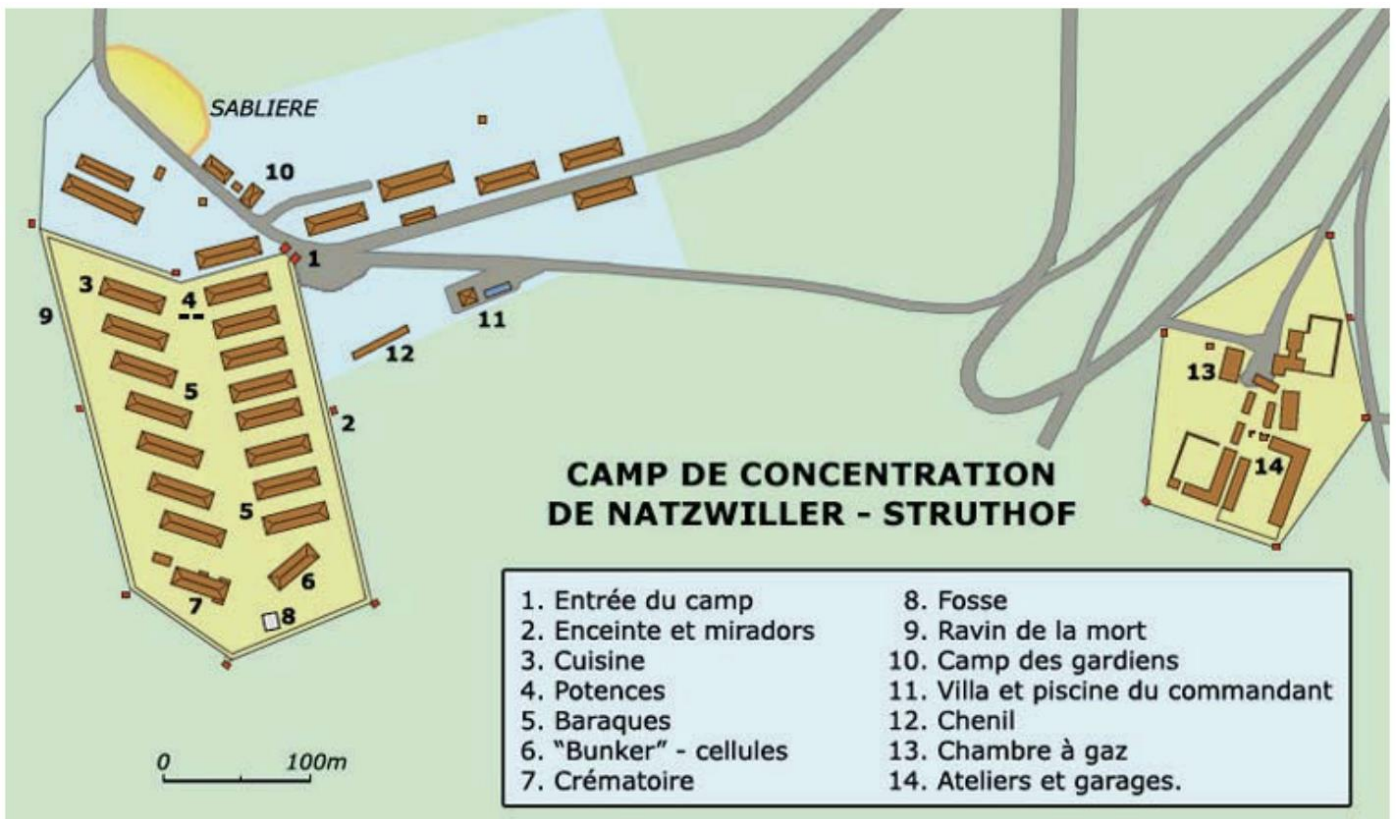 SABLIERE
10
1
3
4
9
11
12
5
2
13
14
5
6
7
8
CAMP DE CONCENTRATION
DE NATZWILLER - STRUTHOF
1. Entrée du camp
2. Enceinte et miradors
3. Cuisine
4. Potences
5. Baraques
6. “Bunker” - cellules
7. Crématoire
8. Fosse
9. Ravin de la mort
10. Camp des gardiens
11. Villa et piscine du commandant
12. Chenil
13. Chambre à gaz
14. Ateliers et garages.
0 100m